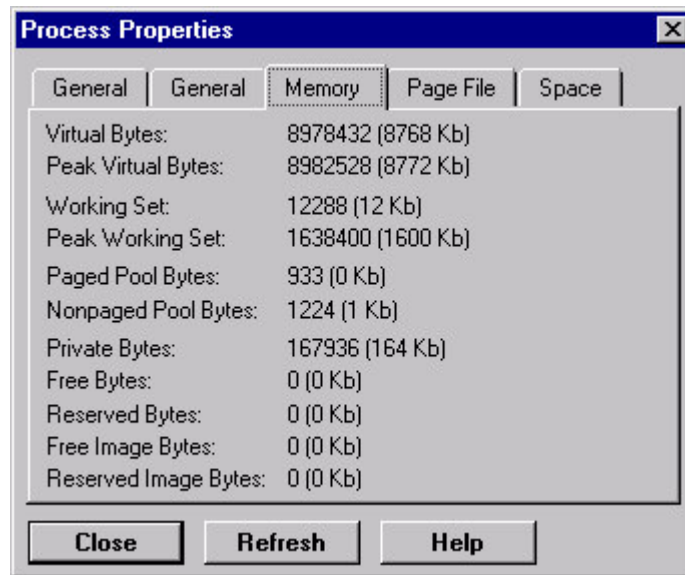 Process Properties
General General Memory Page File Space
Virtual Bytes: 8978432 (8768 Kb)
Peak Virtual Bytes: 8982528 (8772 Kb)
Working Set: 12288 (12 Kb)
Peak Working Set: 1638400 (1600 Kb)
Paged Pool Bytes: 933 (0 Kb)
Nonpaged Pool Bytes: 1224 (1 Kb)
Private Bytes: 167936 (164 Kb)
Free Bytes: 0 (0 Kb)
Reserved Bytes: 0 (0 Kb)
Free Image Bytes: 0 (0 Kb)
Reserved Image Bytes: 0 (0 Kb)
Close Refresh Help